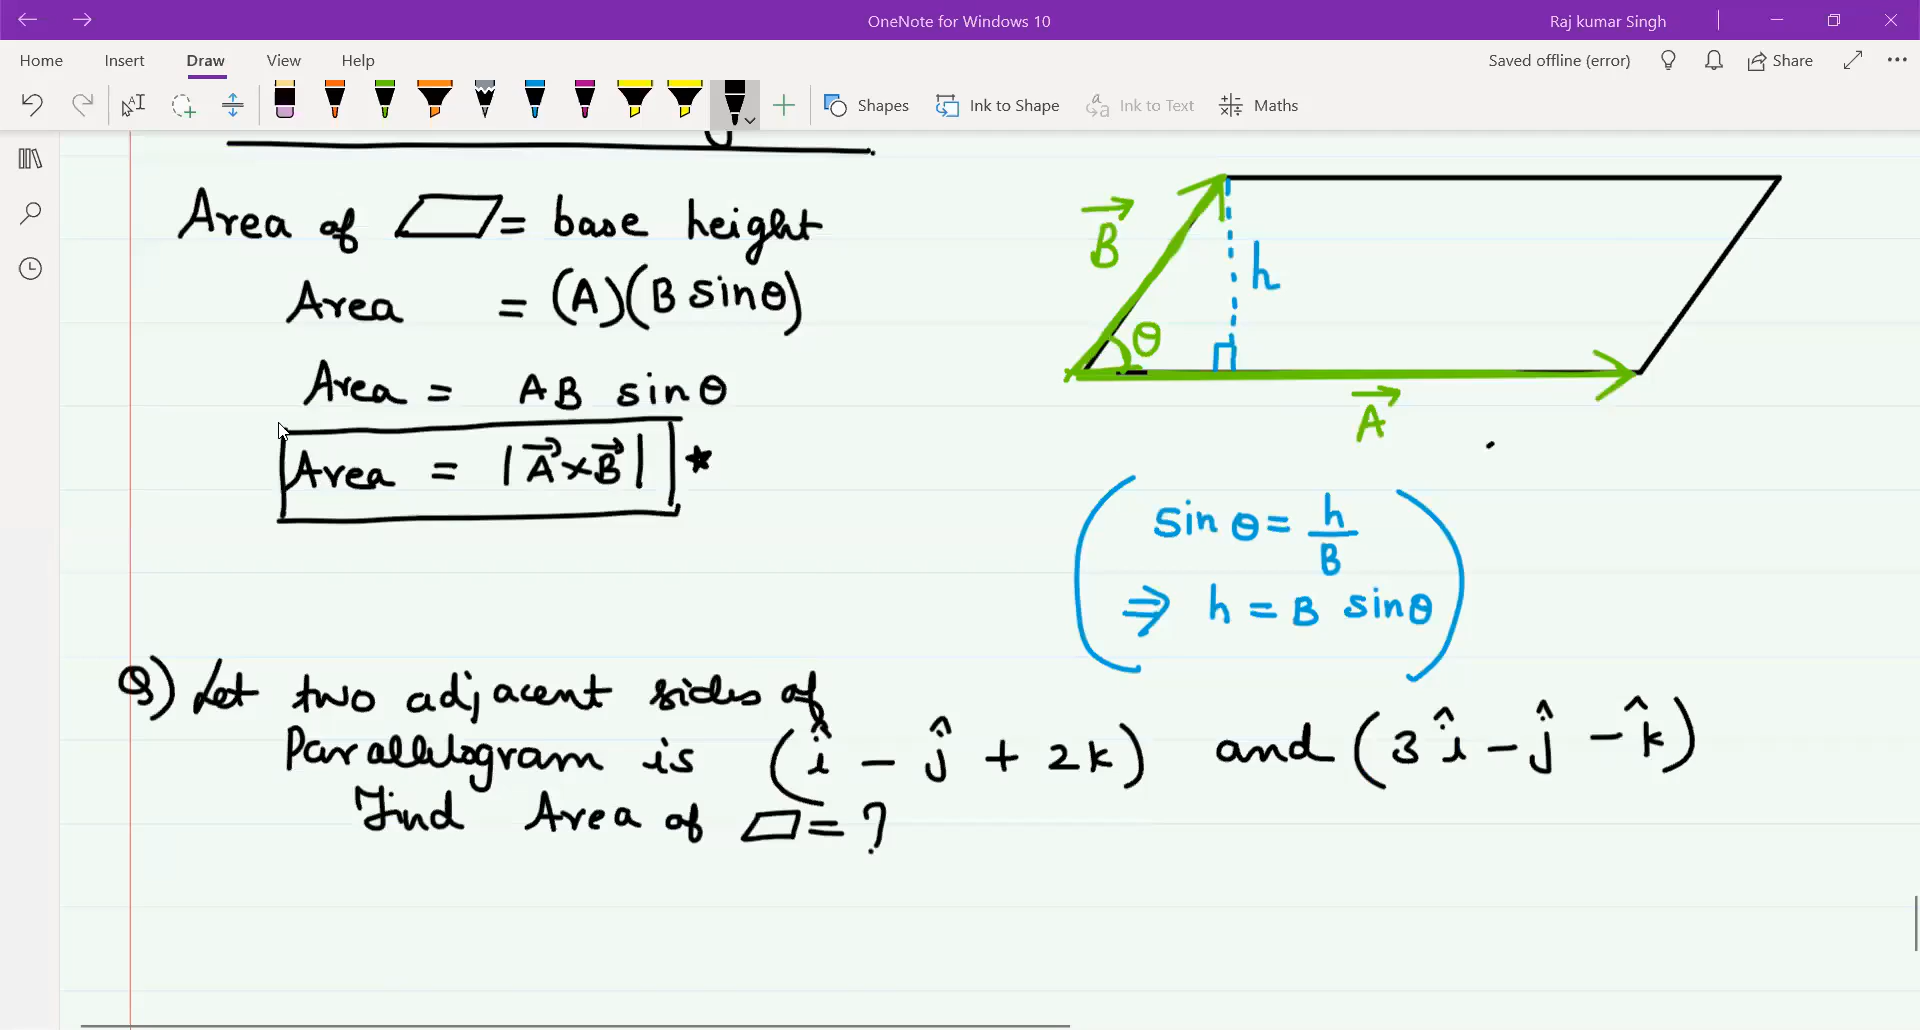 OneNote for Windows 10
Raj kumar Singh
Home Insert Draw View Help
Saved offline (error) Share
Shapes Ink to Shape Ink to Text Maths
Area of ▱ = base height
Area = (A)(B sinθ)
Area = AB sinθ
Area = |A⃗×B⃗| ★
B⃗
h
θ
A⃗
sin θ = h/B
⇒ h = B sinθ
Q) Let two adjacent sides of
Parallelogram is (î − ĵ + 2k) and (3î − ĵ − k̂)
Find Area of ▱ = ?